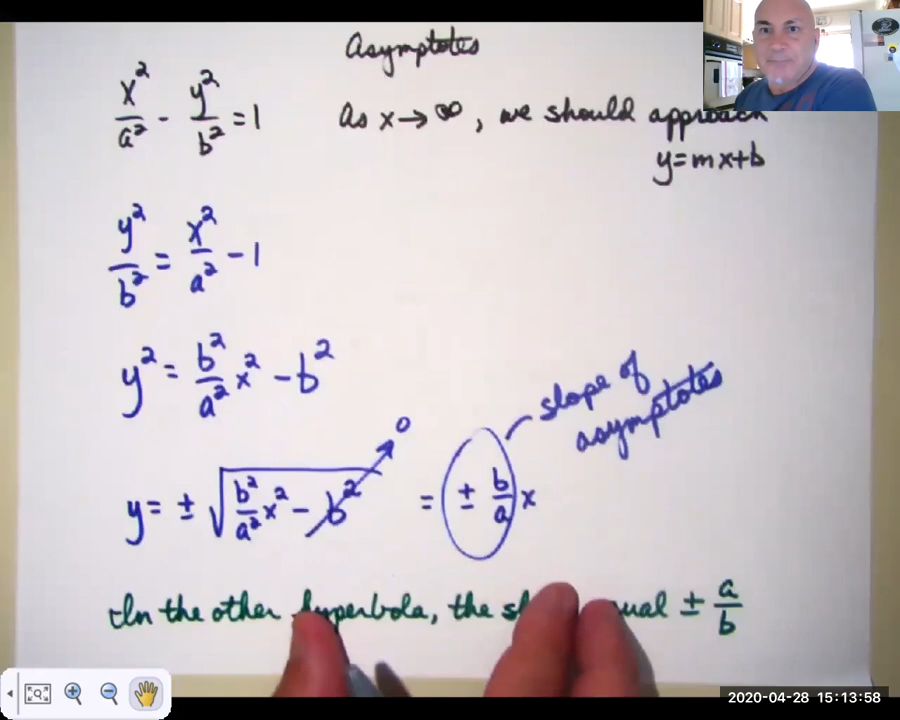 Asymptotes
x²/a² - y²/b² = 1
As x → ∞, we should approach
y = mx + b
y²/b² = x²/a² - 1
y² = b²/a² x² - b²
slope of
asymptotes
y = ± √(b²/a² x² - b²) = ± b/a x
0
In the other hyperbola, the ± a/b
2020-04-28 15:13:58